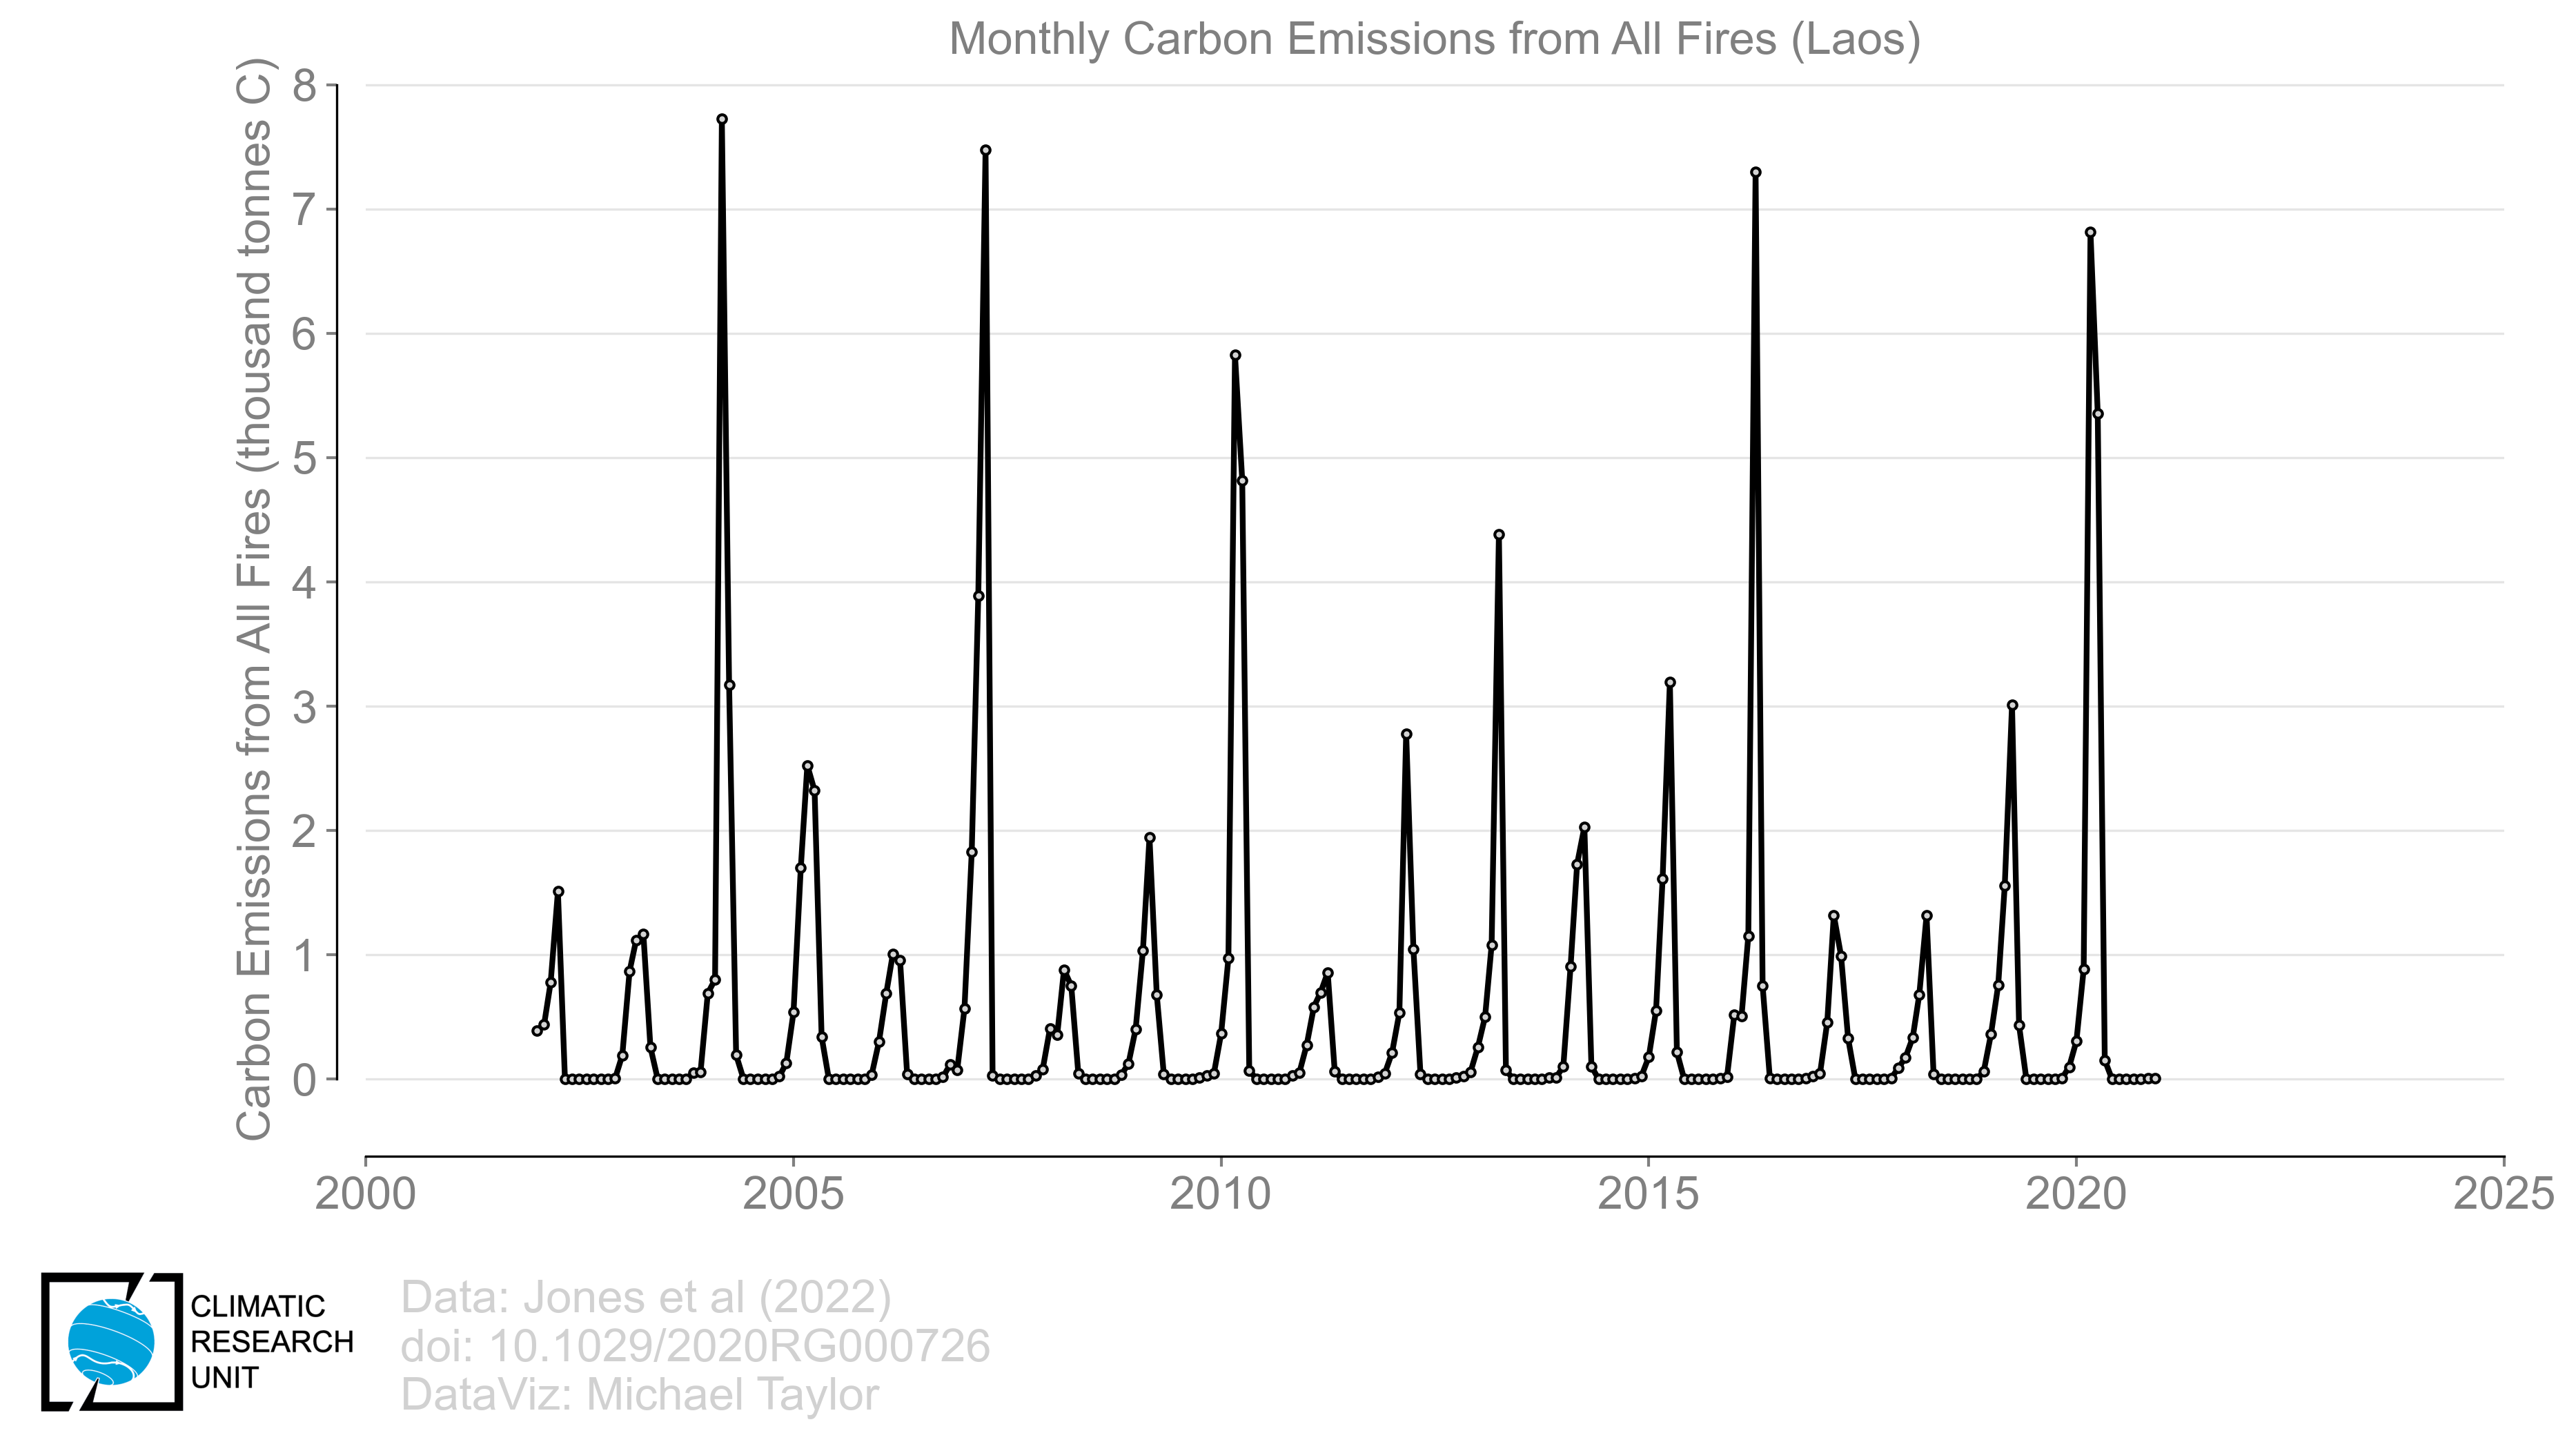 Monthly Carbon Emissions from All Fires (Laos)
Carbon Emissions from All Fires (thousand tonnes C)
8
7
6
5
4
3
2
1
0
2000 2005 2010 2015 2020 2025
CLIMATIC
RESEARCH
UNIT
Data: Jones et al (2022)
doi: 10.1029/2020RG000726
DataViz: Michael Taylor